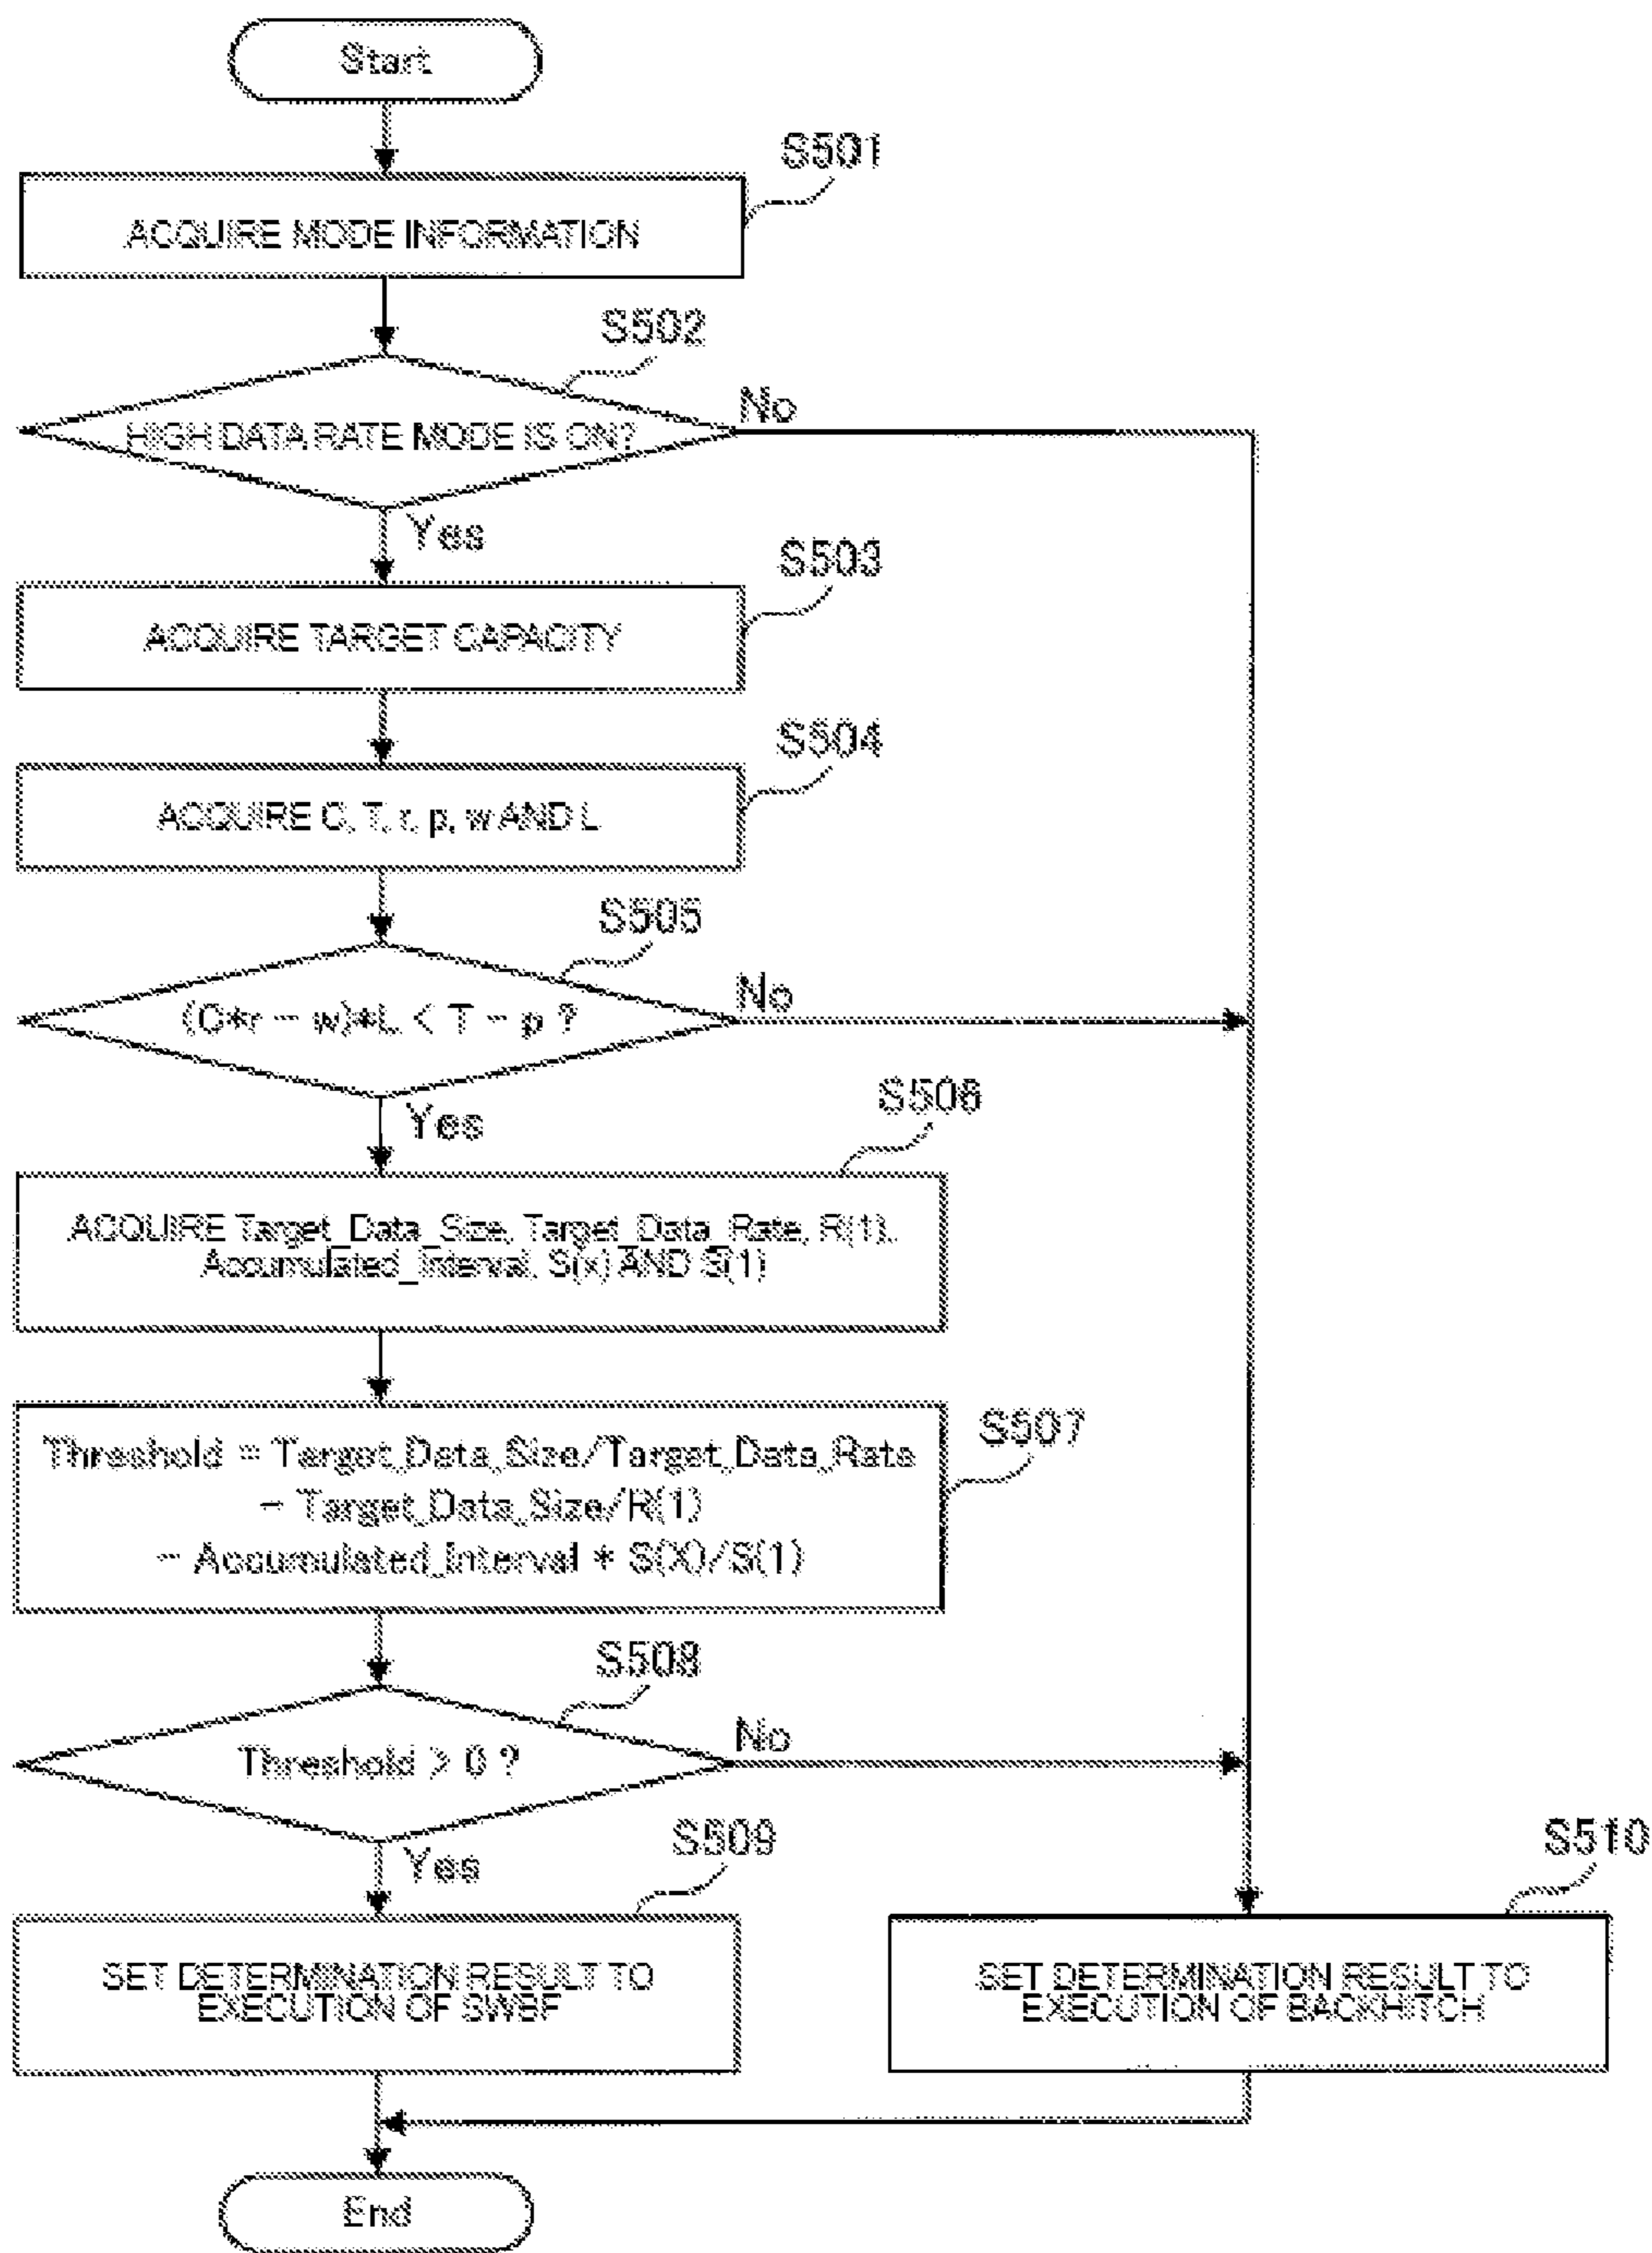 Start
S501
ACQUIRE MODE INFORMATION
S502
HIGH DATA RATE MODE IS ON?
No
Yes
S503
ACQUIRE TARGET CAPACITY
S504
ACQUIRE C, T, r, p, w AND L
S505
(C*r - w)*L < T - p ?
No
Yes
S506
ACQUIRE Target_Data_Size, Target_Data_Rate, R(1),
Accumulated_Interval, S(x) AND S(1)
S507
Threshold = Target_Data_Size/Target_Data_Rate
- Target_Data_Size/R(1)
- Accumulated_Interval * S(X)/S(1)
S508
Threshold > 0 ?
No
Yes
S509
SET DETERMINATION RESULT TO
EXECUTION OF SWBF
S510
SET DETERMINATION RESULT TO
EXECUTION OF BACKHITCH
End